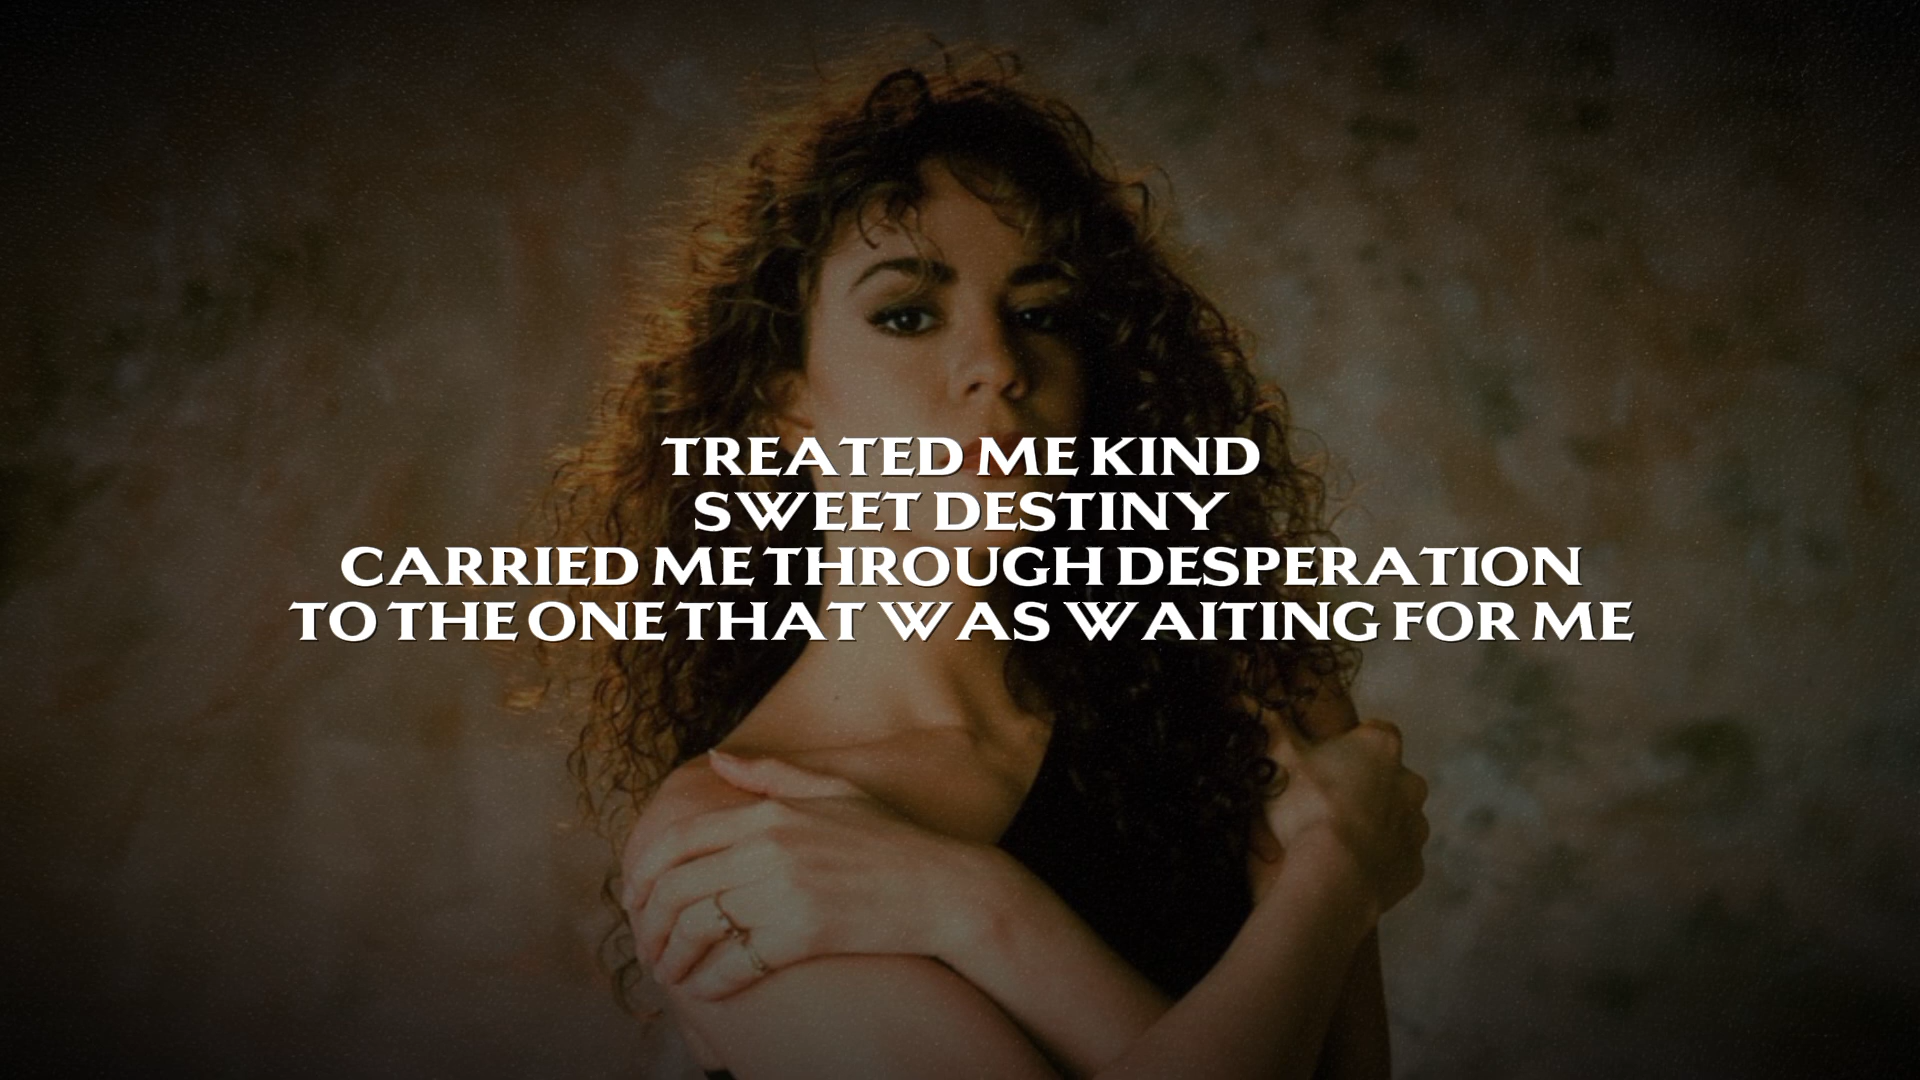 TREATED ME KIND
SWEET DESTINY
CARRIED ME THROUGH DESPERATION
TO THE ONE THAT WAS WAITING FOR ME